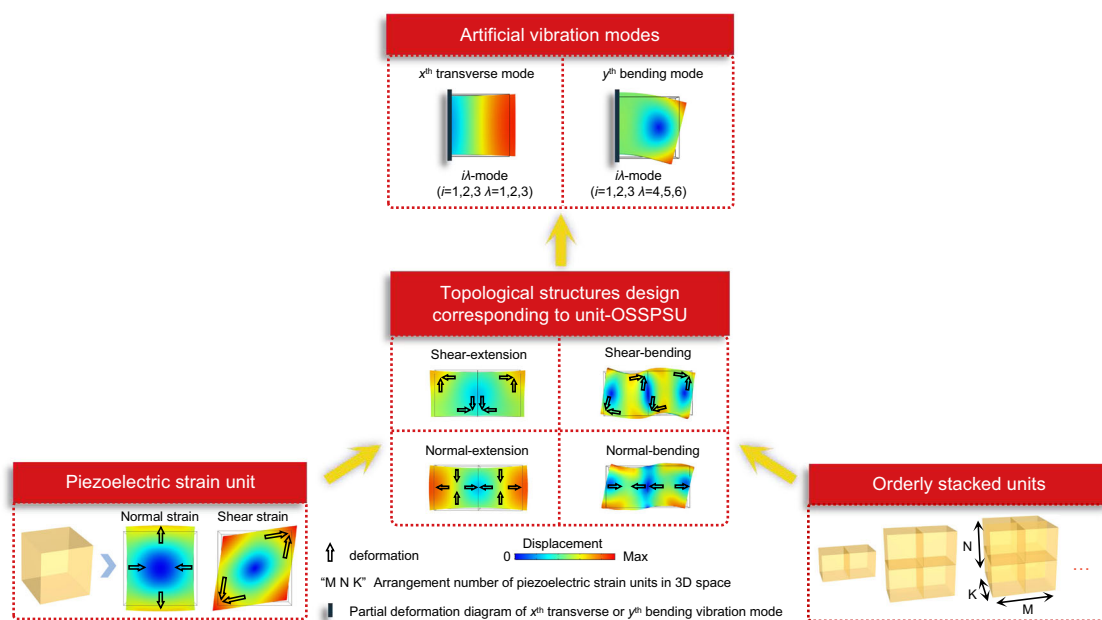 Artificial vibration modes
xth transverse mode
yth bending mode
iλ-mode
(i=1,2,3 λ=1,2,3)
iλ-mode
(i=1,2,3 λ=4,5,6)
Topological structures design
corresponding to unit-OSSPSU
Shear-extension
Shear-bending
Normal-extension
Normal-bending
Piezoelectric strain unit
Normal strain
Shear strain
Orderly stacked units
N
K
M
...
deformation
Displacement
0
Max
"M N K" Arrangement number of piezoelectric strain units in 3D space
Partial deformation diagram of xth transverse or yth bending vibration mode